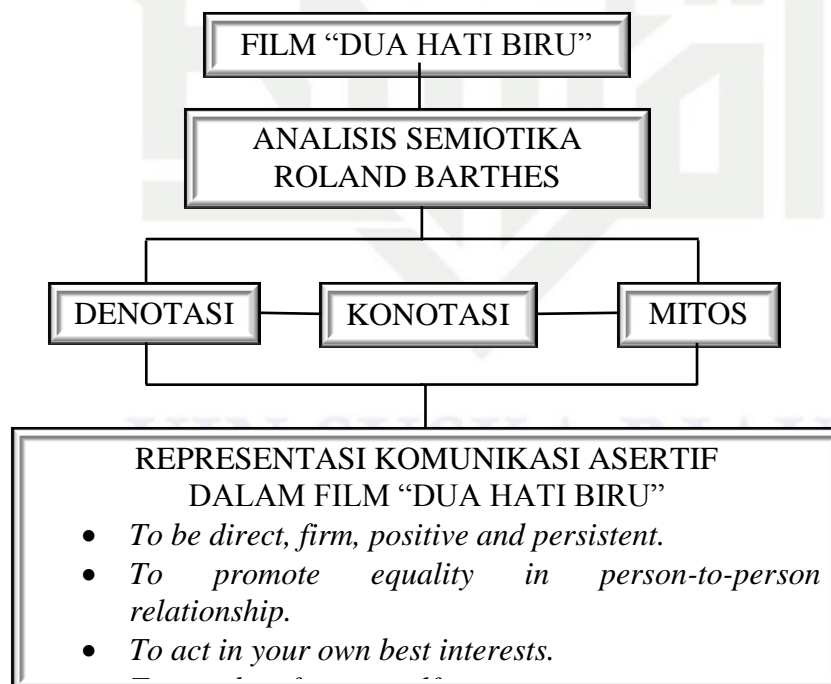 FILM “DUA HATI BIRU”
ANALISIS SEMIOTIKA
ROLAND BARTHES
DENOTASI
KONOTASI
MITOS
REPRESENTASI KOMUNIKASI ASERTIF
DALAM FILM “DUA HATI BIRU”
• To be direct, firm, positive and persistent.
• To promote equality in person-to-person
relationship.
• To act in your own best interests.